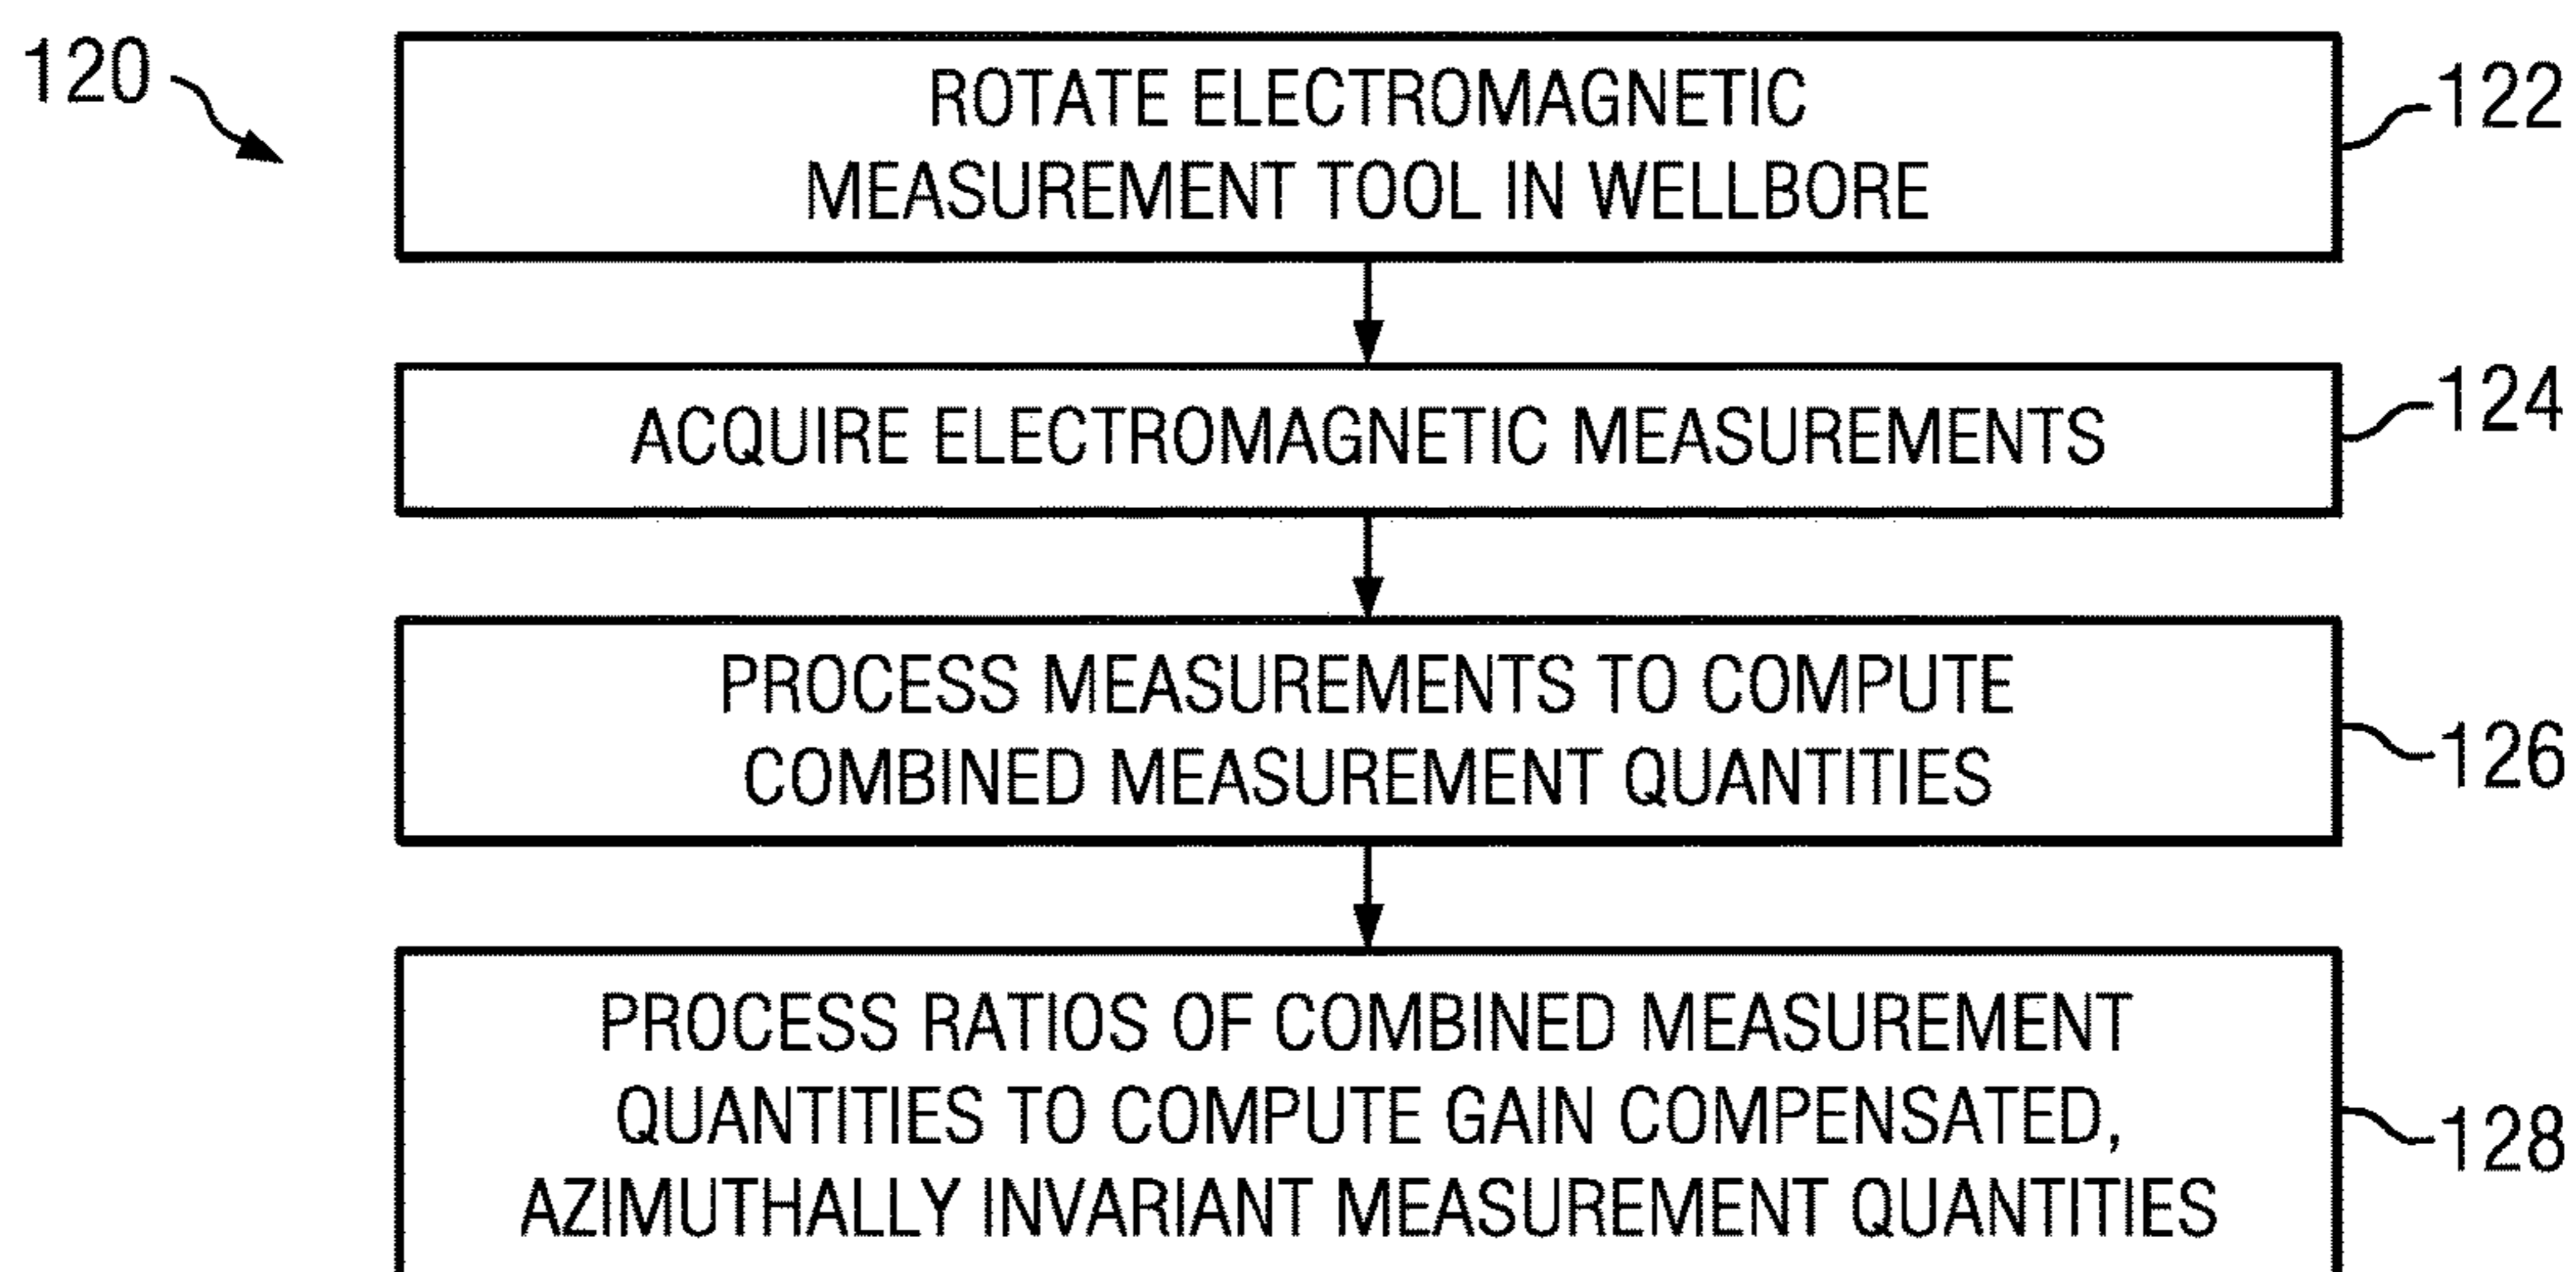 120
ROTATE ELECTROMAGNETIC
MEASUREMENT TOOL IN WELLBORE
122
ACQUIRE ELECTROMAGNETIC MEASUREMENTS
124
PROCESS MEASUREMENTS TO COMPUTE
COMBINED MEASUREMENT QUANTITIES
126
PROCESS RATIOS OF COMBINED MEASUREMENT
QUANTITIES TO COMPUTE GAIN COMPENSATED,
AZIMUTHALLY INVARIANT MEASUREMENT QUANTITIES
128